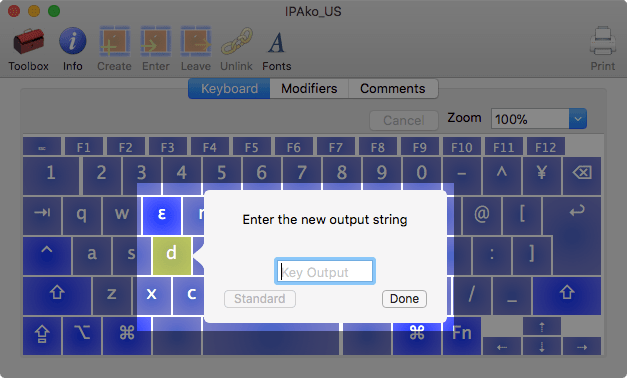 IPAko_US
Toolbox Info Create Enter Leave Unlink Fonts Print
Keyboard Modifiers Comments
Cancel Zoom 100%
F1 F2 F3 F4 F5 F6 F7 F8 F9 F10 F11 F12
1 2 3 4 5 6 7 8 9 0 - ^ ¥ ⌫
⇥ q w ɛ @ [ ↩
^ a s d : ]
⇧ z x c / _ ⇧
⇪ ⌥ ⌘ ⌘ Fn ⇡
⇠ ⇣ ⇢
Enter the new output string
Key Output
Standard Done